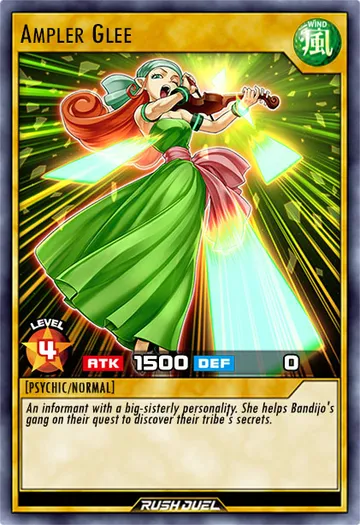 AMPLER GLEE
WIND
風
LEVEL
4
ATK 1500 DEF 0
[PSYCHIC/NORMAL]
An informant with a big-sisterly personality. She helps Bandijo's
gang on their quest to discover their tribe's secrets.
RUSH DUEL